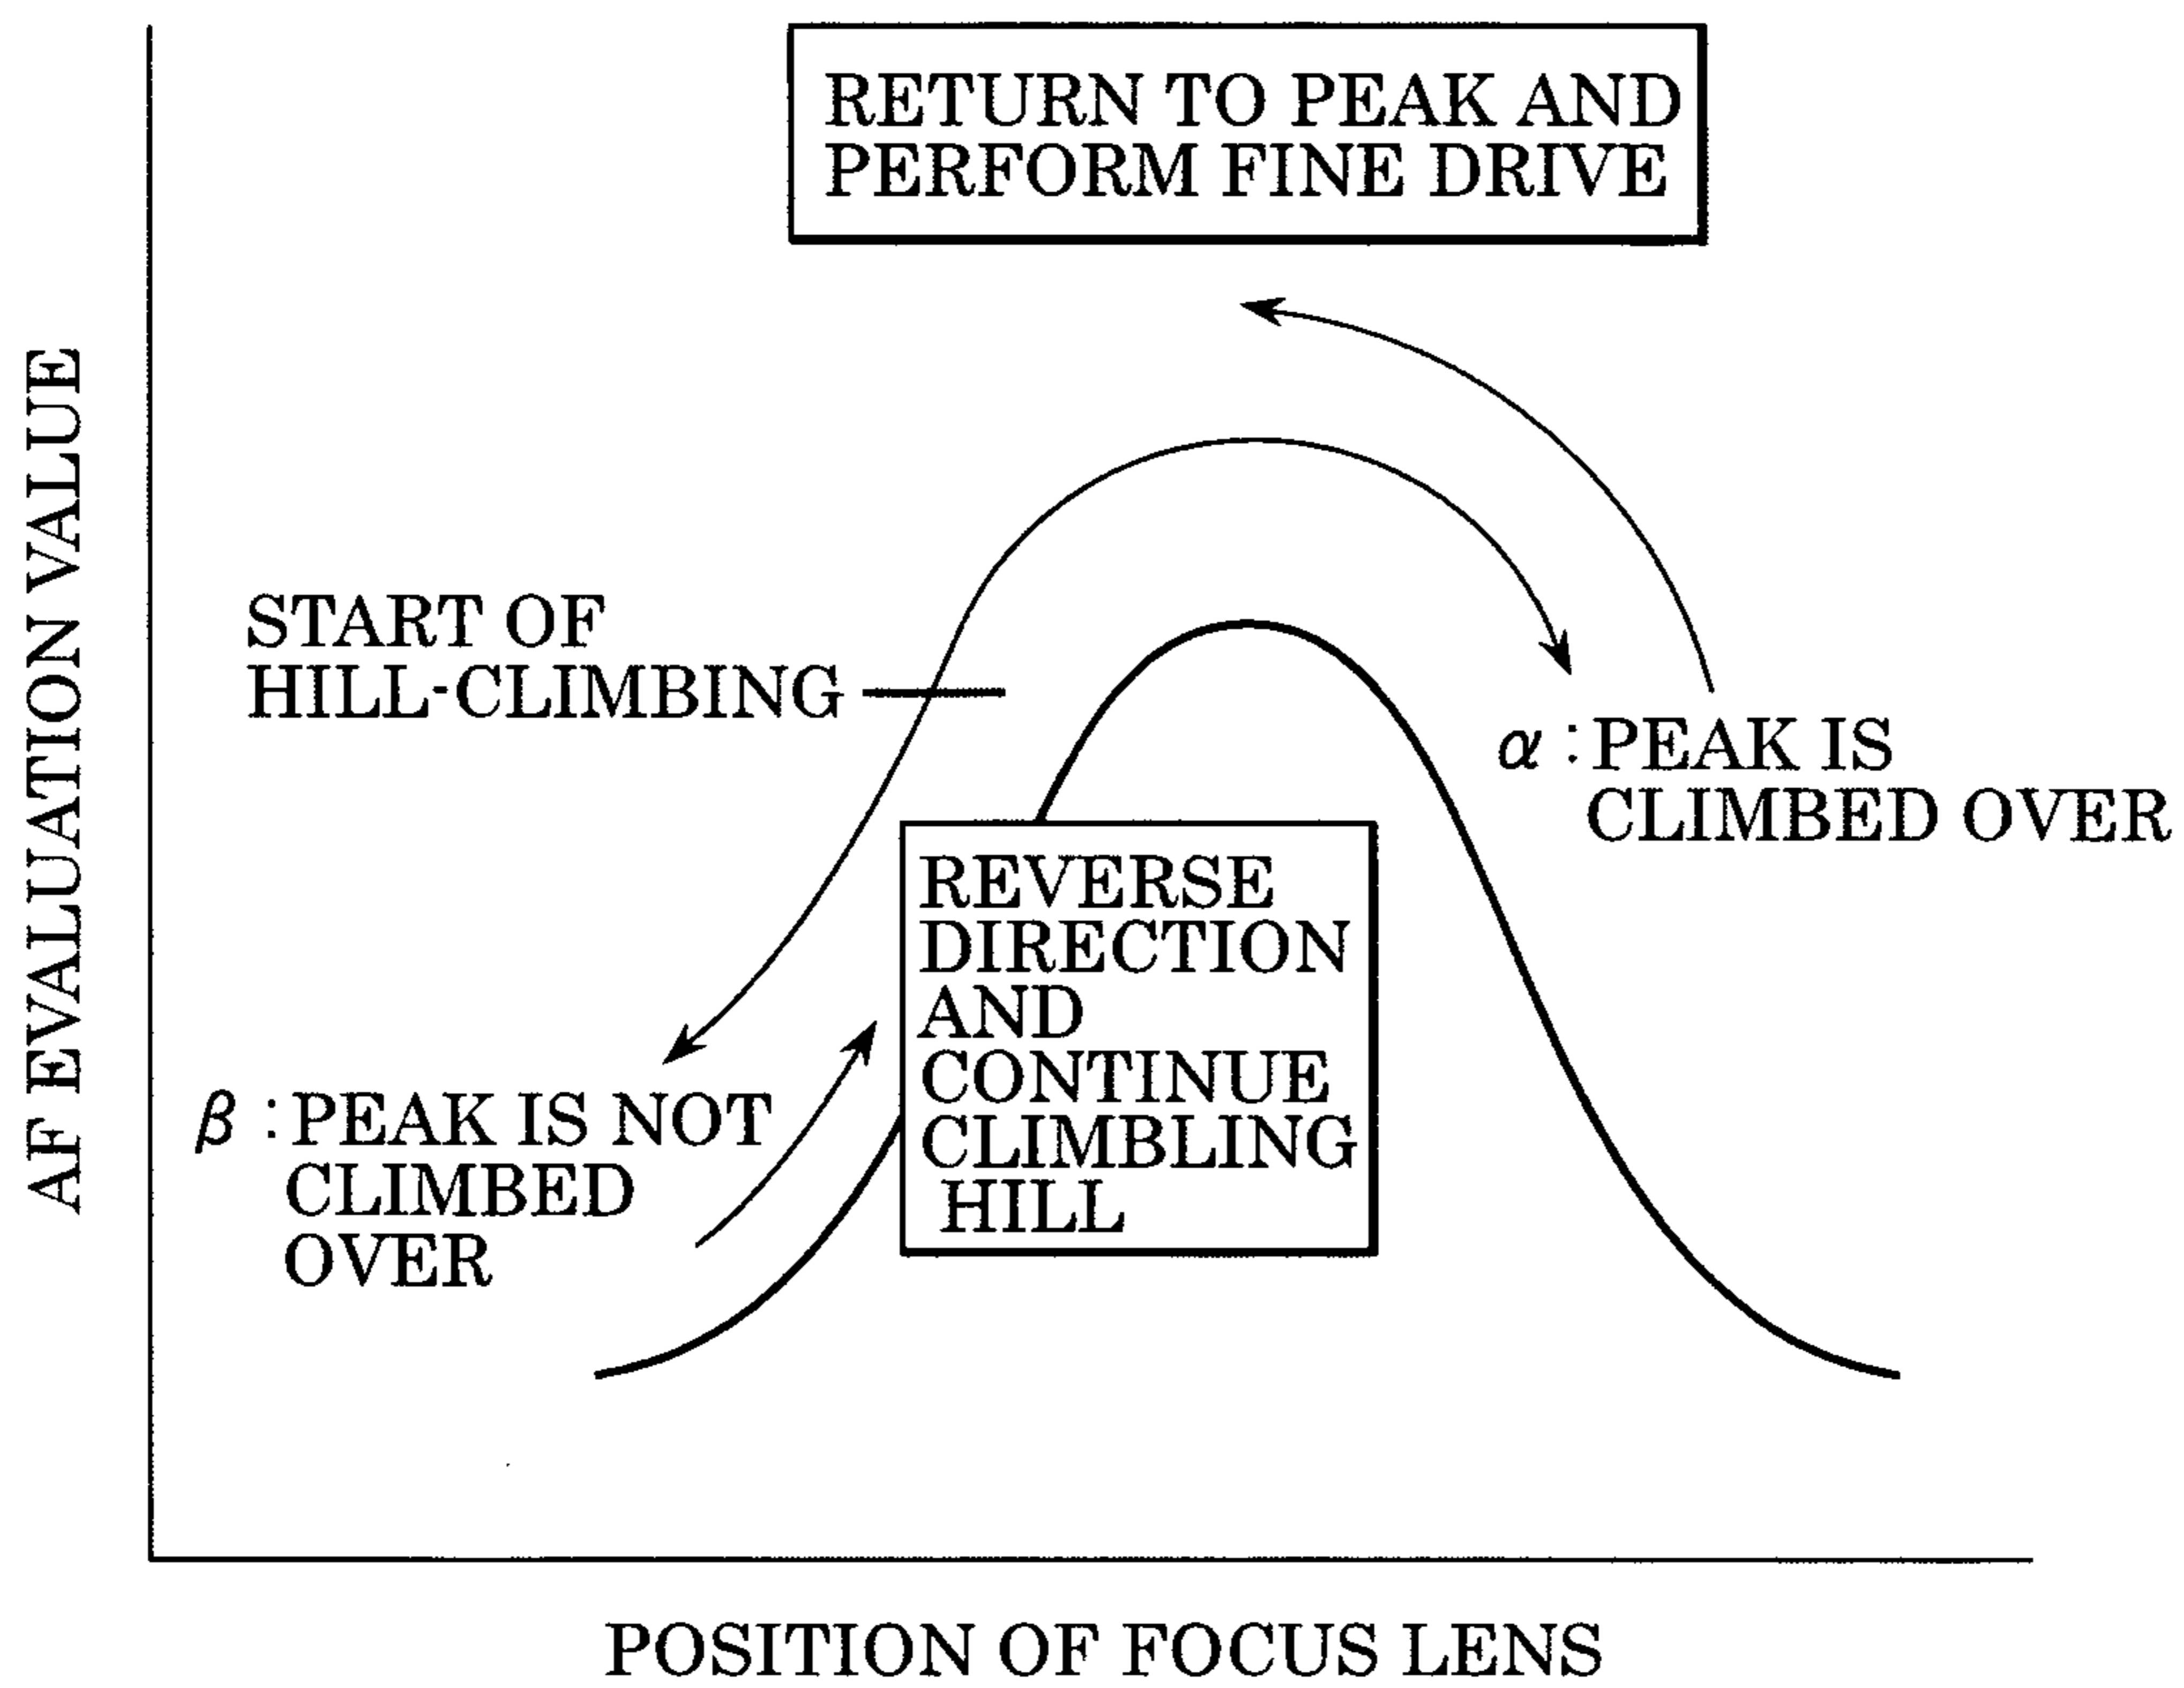 RETURN TO PEAK AND
PERFORM FINE DRIVE
AF EVALUATION VALUE
START OF
HILL-CLIMBING
α :PEAK IS
CLIMBED OVER
REVERSE
DIRECTION
AND
CONTINUE
CLIMBLING
HILL
β :PEAK IS NOT
CLIMBED
OVER
POSITION OF FOCUS LENS